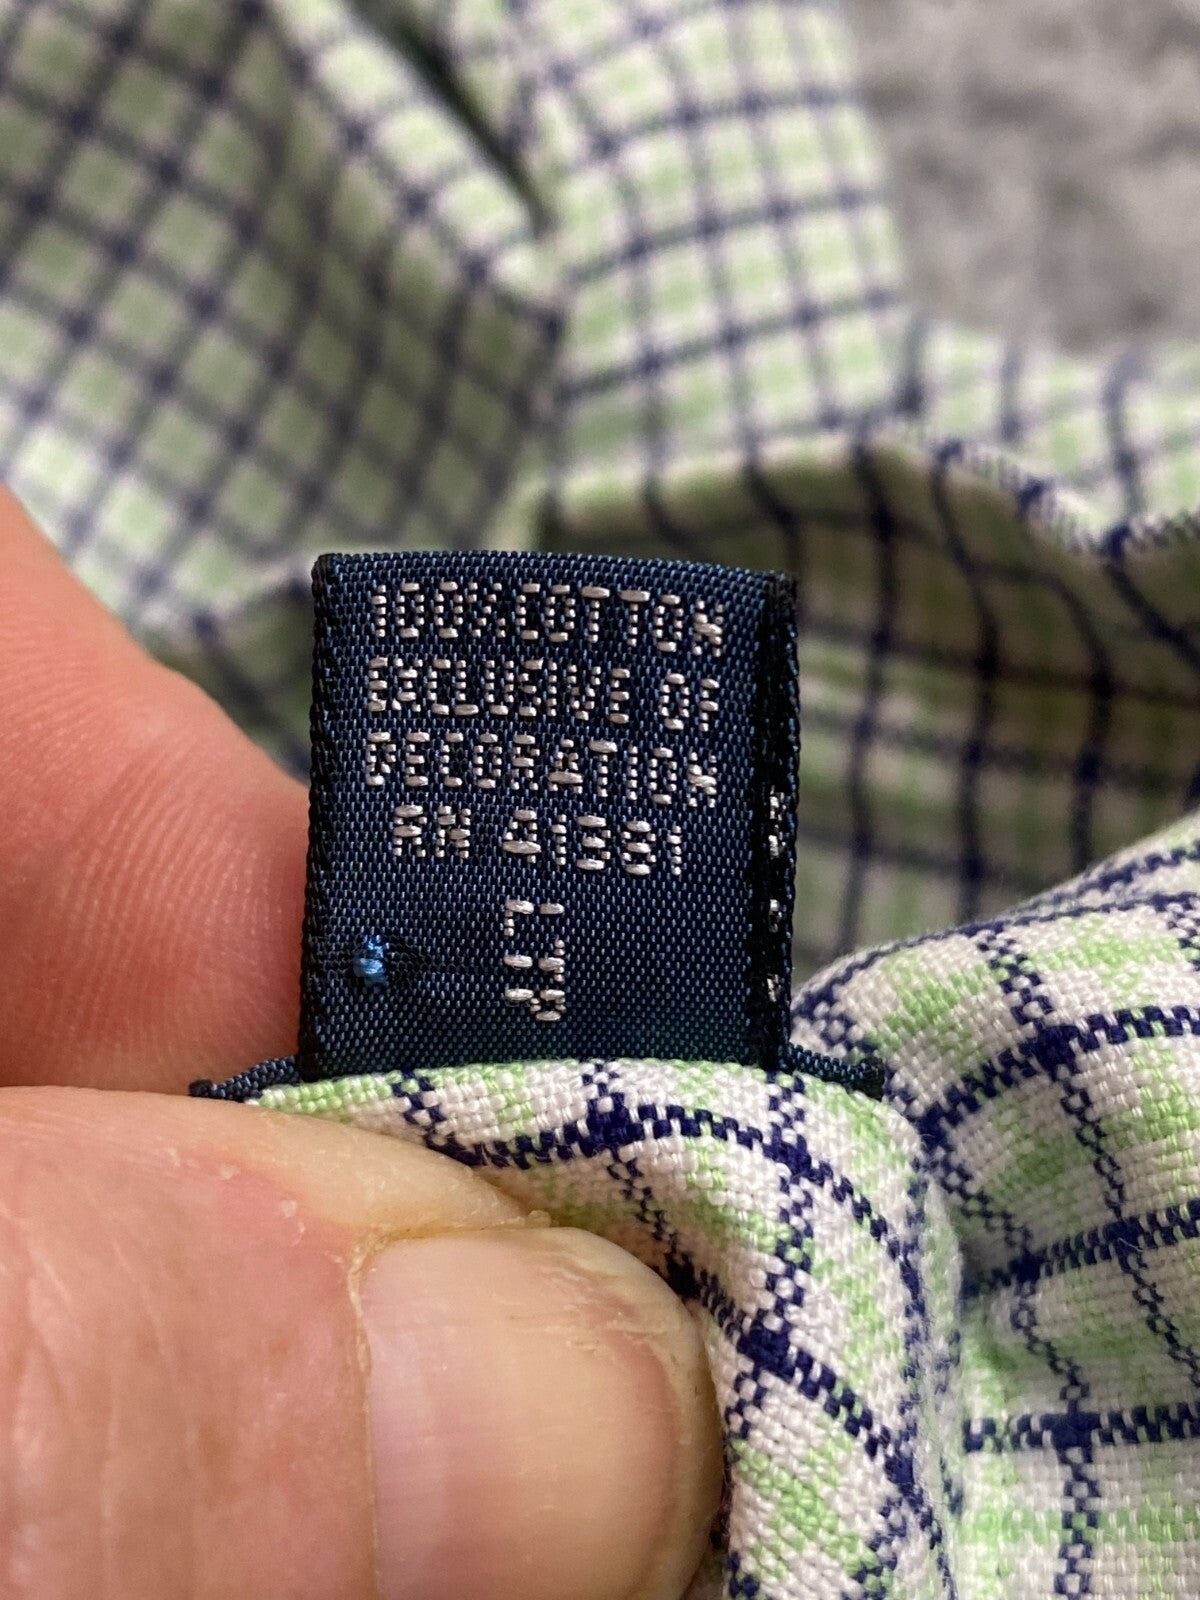 100% COTTON
EXCLUSIVE OF
DECORATION
RN 41381